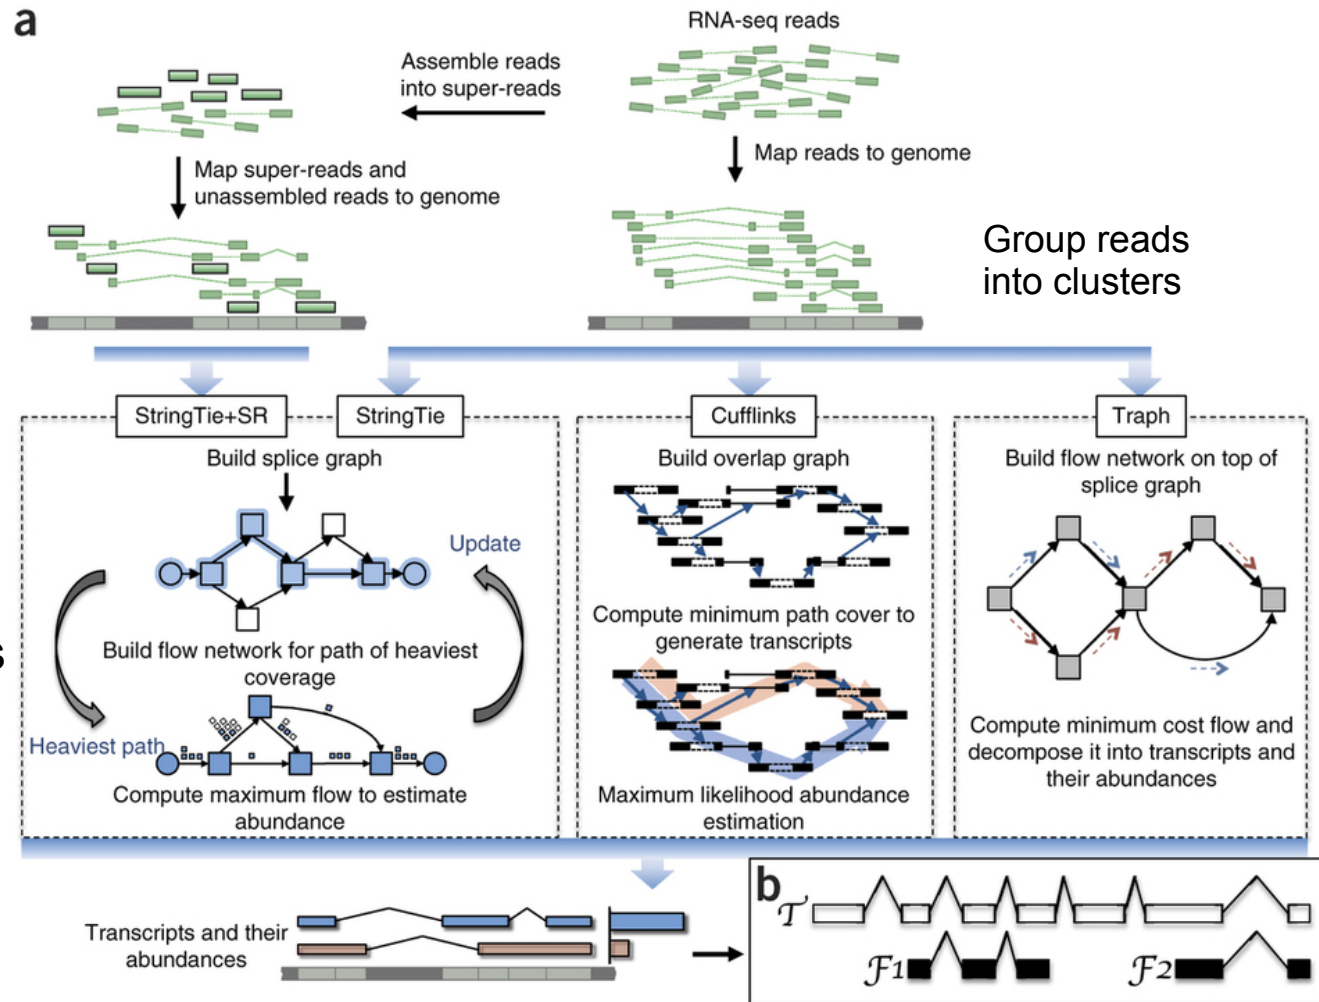 a
RNA-seq reads
Assemble reads
into super-reads
Map super-reads and
unassembled reads to genome
Map reads to genome
Group reads
into clusters
StringTie+SR
StringTie
Cufflinks
Traph
Build splice graph
Update
Build flow network for path of heaviest
coverage
Heaviest path
Compute maximum flow to estimate
abundance
Build overlap graph
Compute minimum path cover to
generate transcripts
Maximum likelihood abundance
estimation
Build flow network on top of
splice graph
Compute minimum cost flow and
decompose it into transcripts and
their abundances
s
Transcripts and their
abundances
b
𝒯
ℱ1
ℱ2